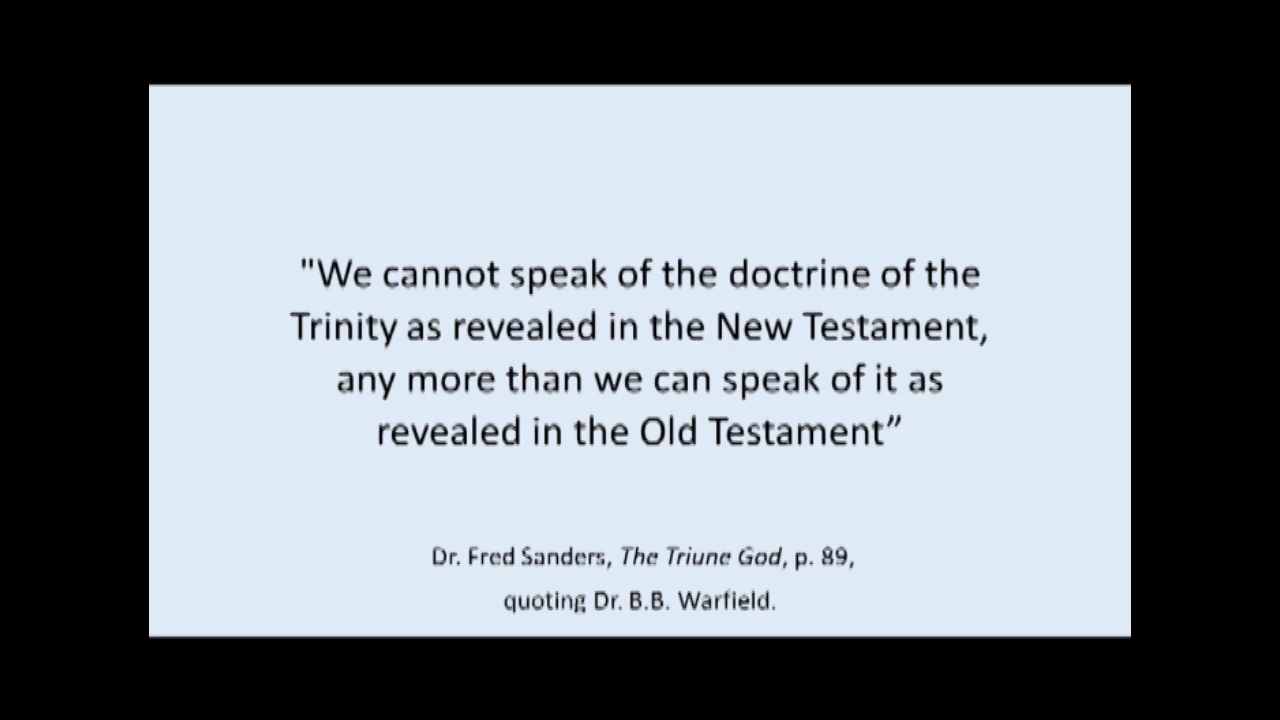 "We cannot speak of the doctrine of the
Trinity as revealed in the New Testament,
any more than we can speak of it as
revealed in the Old Testament”
Dr. Fred Sanders, The Triune God, p. 89,
quoting Dr. B.B. Warfield.